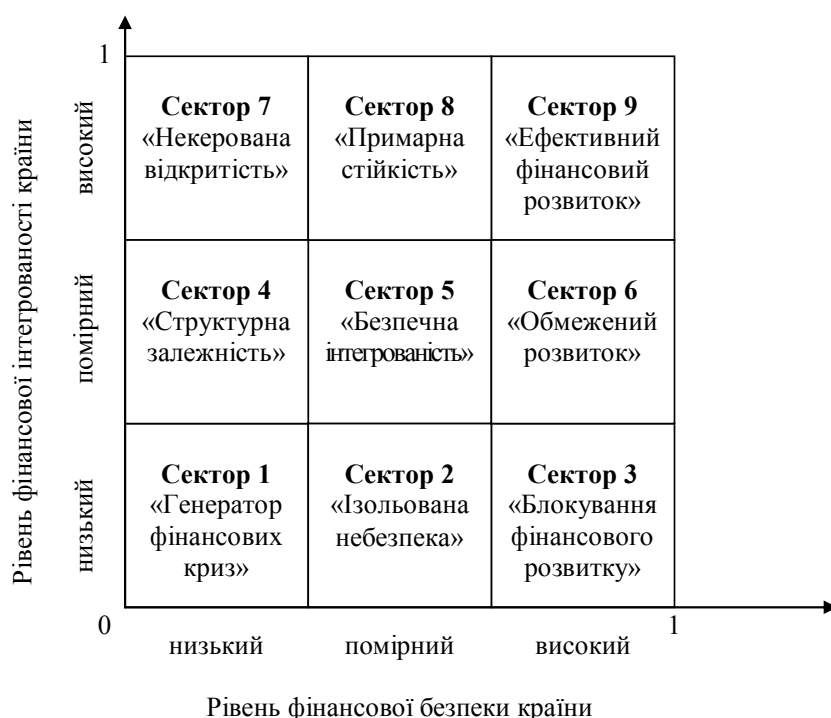 1
Сектор 7
«Некерована
відкритість»
Сектор 8
«Примарна
стійкість»
Сектор 9
«Ефективний
фінансовий
розвиток»
Сектор 4
«Структурна
залежність»
Сектор 5
«Безпечна
інтегрованість»
Сектор 6
«Обмежений
розвиток»
Сектор 1
«Генератор
фінансових
криз»
Сектор 2
«Ізольована
небезпека»
Сектор 3
«Блокування
фінансового
розвитку»
Рівень фінансової інтегрованості країни
високий
помірний
низький
0
1
низький
помірний
високий
Рівень фінансової безпеки країни